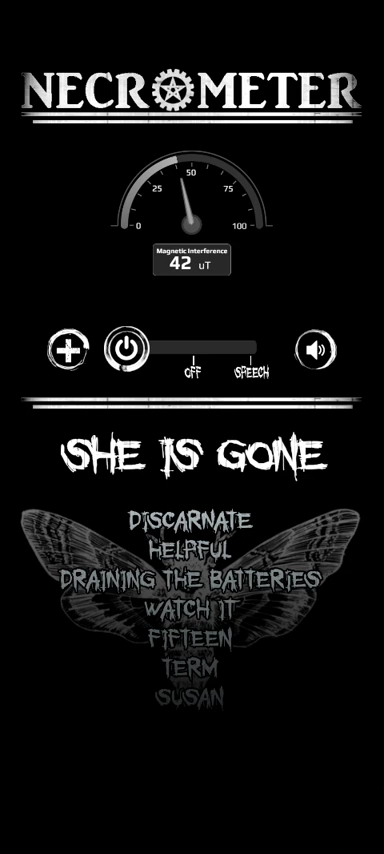 NECROMETER
0
25
50
75
100
Magnetic Interference
42 uT
OFF
SPEECH
SHE IS GONE
DISCARNATE
HELPFUL
DRAINING THE BATTERIES
WATCH IT
FIFTEEN
TERM
SUSAN